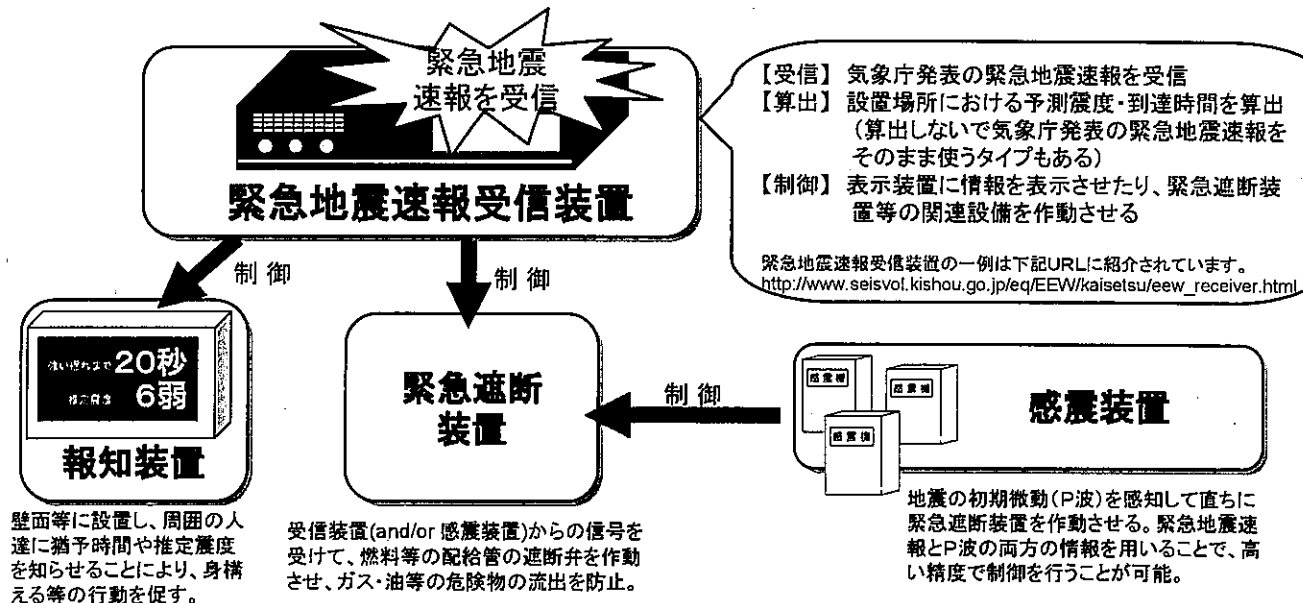 緊急地震
速報を受信
緊急地震速報受信装置
【受信】 気象庁発表の緊急地震速報を受信
【算出】 設置場所における予測震度・到達時間を算出
(算出しないで気象庁発表の緊急地震速報を
そのまま使うタイプもある)
【制御】 表示装置に情報を表示させたり、緊急遮断装
置等の関連設備を作動させる
緊急地震速報受信装置の一例は下記URLに紹介されています。
http://www.seisvol.kishou.go.jp/eq/EEW/kaisetsu/eew_receiver.html
制御
制御
強い揺れまで 20秒
推定震度 6弱
報知装置
緊急遮断
装置
制御
感震機
感震機
感震機
感震装置
壁面等に設置し、周囲の人
達に猶予時間や推定震度
を知らせることにより、身構
える等の行動を促す。
受信装置(and/or 感震装置)からの信号を
受けて、燃料等の配給管の遮断弁を作動
させ、ガス・油等の危険物の流出を防止。
地震の初期微動(P波)を感知して直ちに
緊急遮断装置を作動させる。緊急地震速
報とP波の両方の情報を用いることで、高
い精度で制御を行うことが可能。